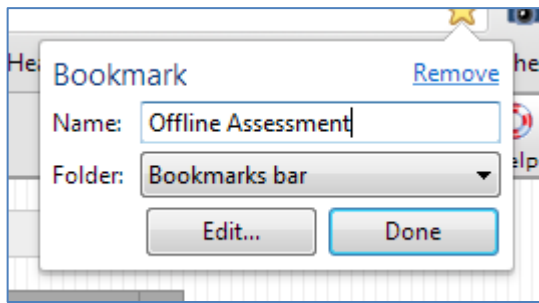 Bookmark Remove
Name: Offline Assessment
Folder: Bookmarks bar
Edit... Done